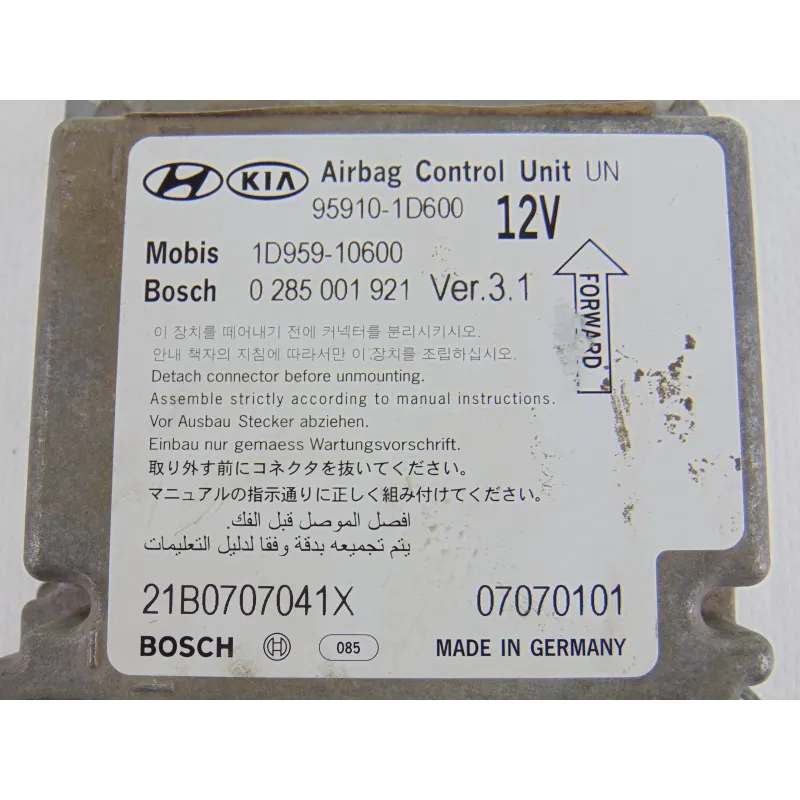 KIA Airbag Control Unit UN
95910-1D600 12V
Mobis 1D959-10600
Bosch 0 285 001 921 Ver.3.1
FORWARD
이 장치를 떼어내기 전에 커넥터를 분리시키시오.
안내 책자의 지침에 따라서만 이 장치를 조립하십시오.
Detach connector before unmounting.
Assemble strictly according to manual instructions.
Vor Ausbau Stecker abziehen.
Einbau nur gemaess Wartungsvorschrift.
取り外す前にコネクタを抜いてください。
マニュアルの指示通りに正しく組み付けてください。
افصل الموصل قبل الفك.
يتم تجميعه بدقة وفقا لدليل التعليمات
21B0707041X 07070101
BOSCH 085 MADE IN GERMANY